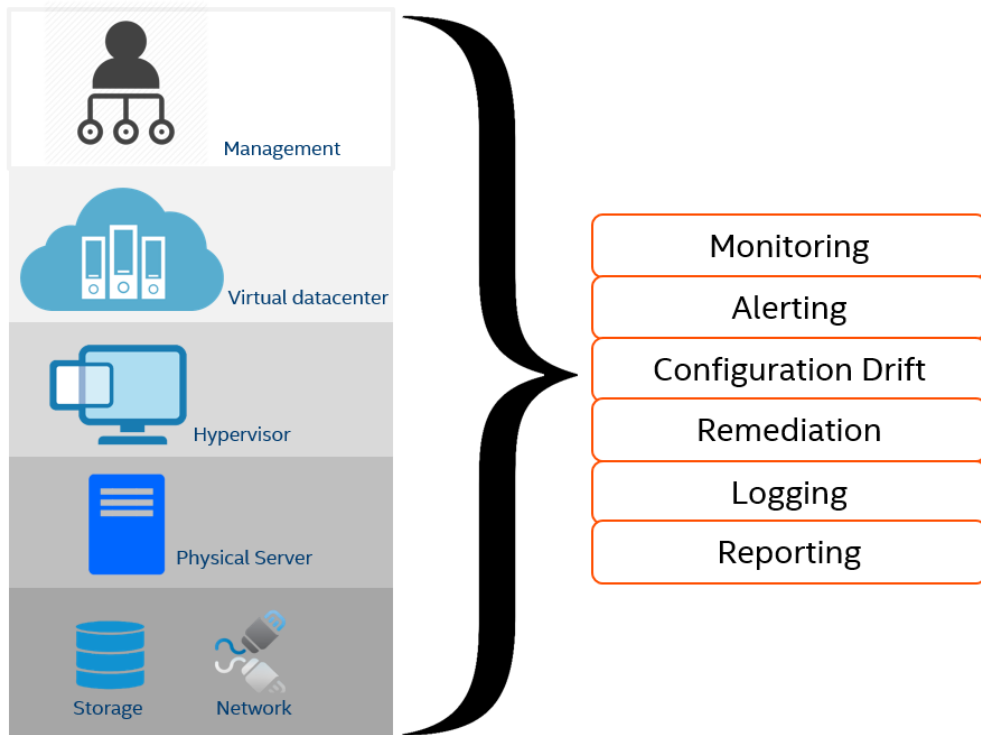 Management
Virtual datacenter
Hypervisor
Physical Server
Storage
Network
Monitoring
Alerting
Configuration Drift
Remediation
Logging
Reporting